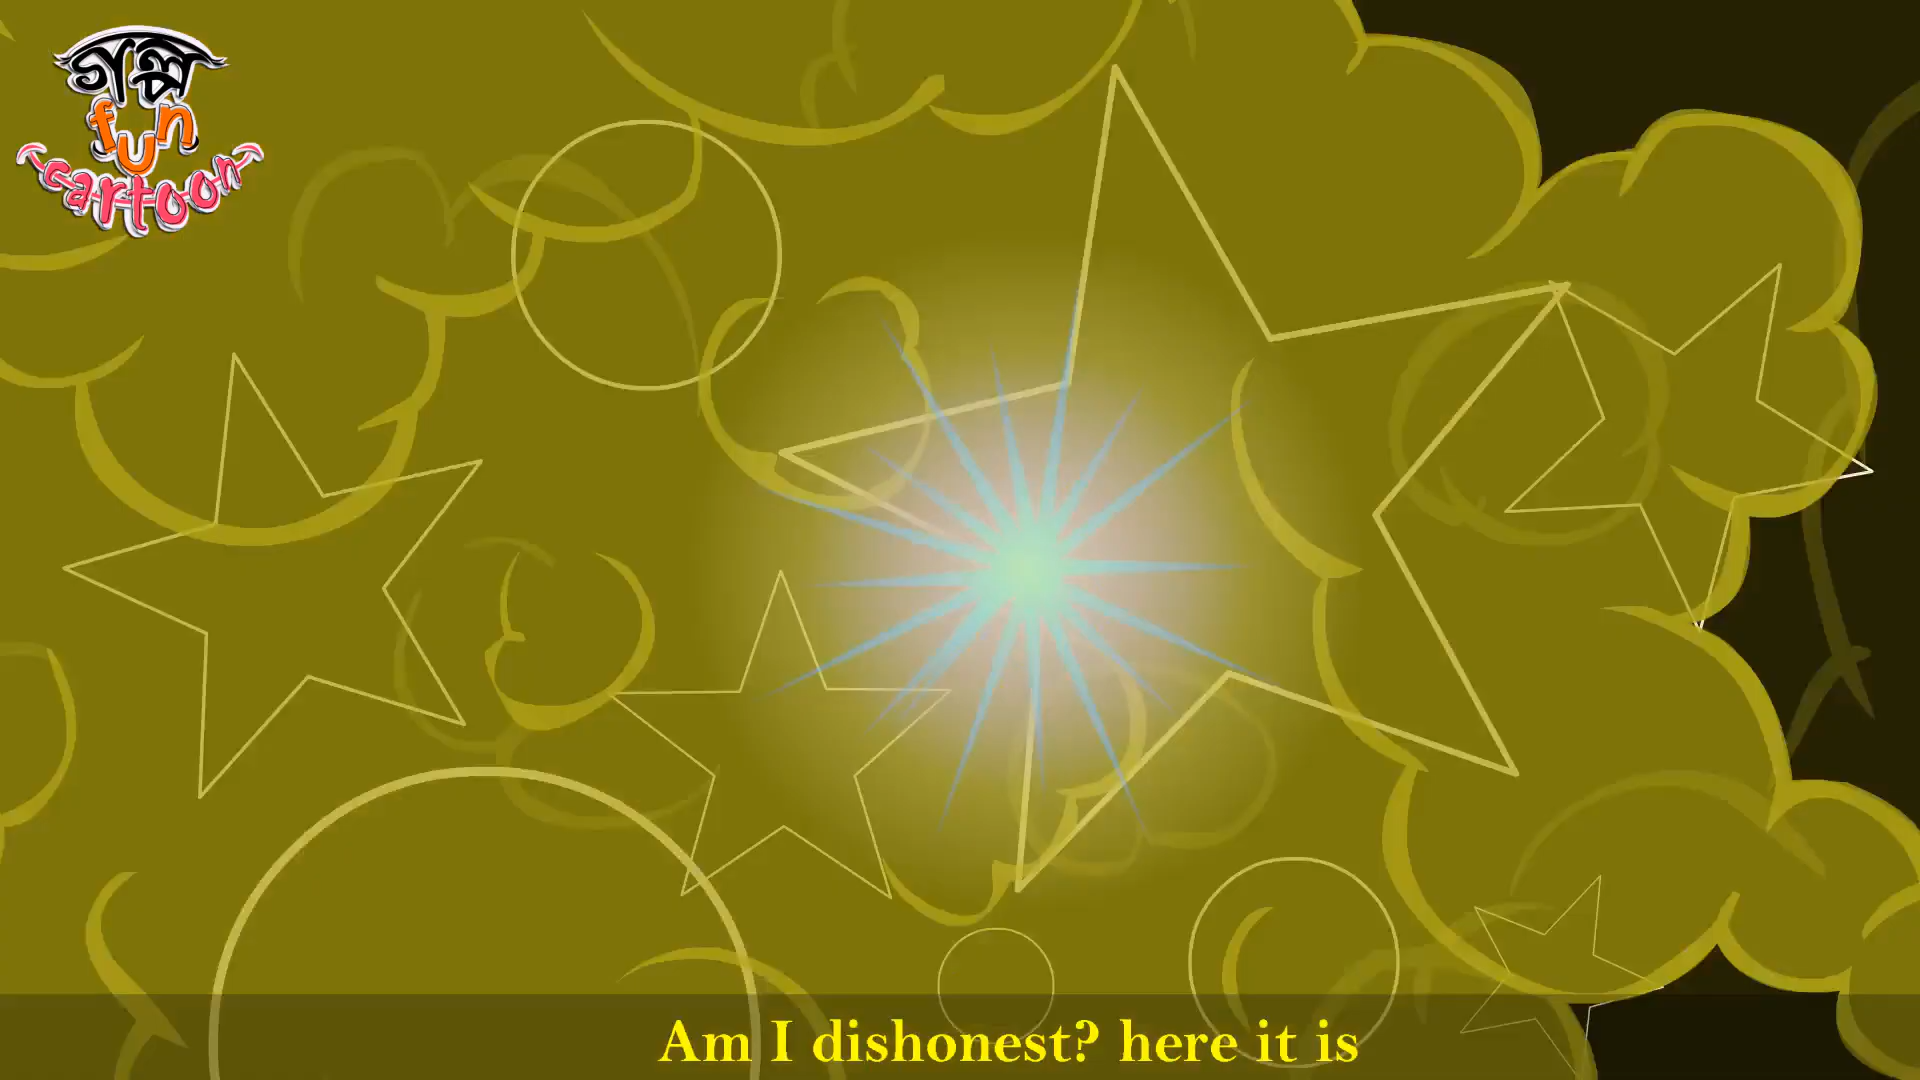 গল্প
fun
cartoon
Am I dishonest? here it is